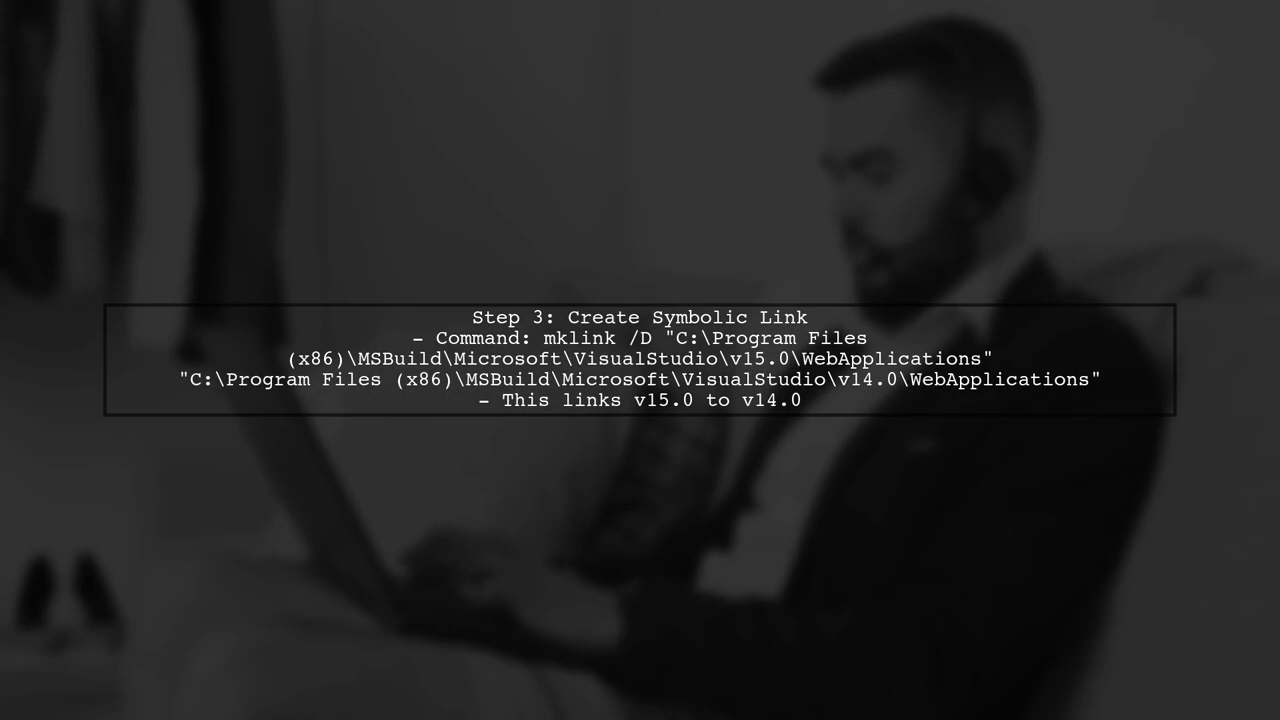 Step 3: Create Symbolic Link
- Command: mklink /D "C:\Program Files
(x86)\MSBuild\Microsoft\VisualStudio\v15.0\WebApplications"
"C:\Program Files (x86)\MSBuild\Microsoft\VisualStudio\v14.0\WebApplications"
- This links v15.0 to v14.0